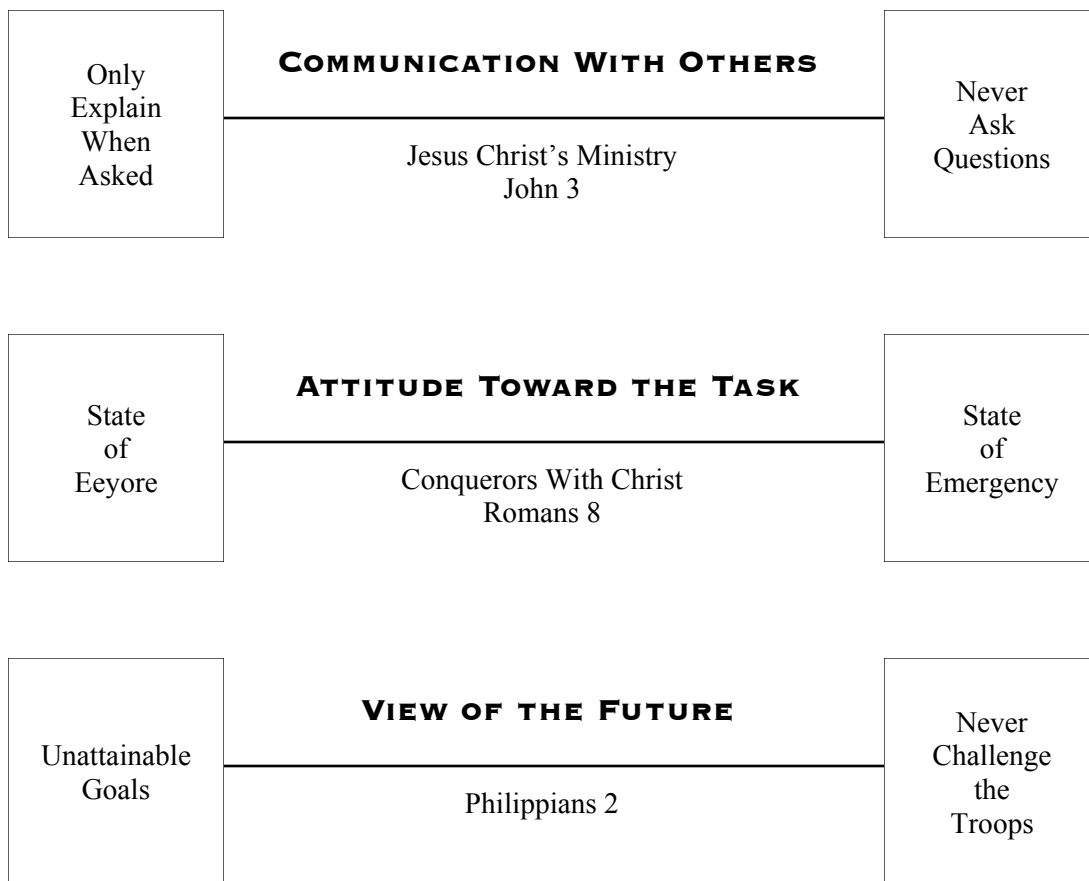 Only
Explain
When
Asked
COMMUNICATION WITH OTHERS
Jesus Christ’s Ministry
John 3
Never
Ask
Questions
State
of
Eeyore
ATTITUDE TOWARD THE TASK
Conquerors With Christ
Romans 8
State
of
Emergency
Unattainable
Goals
VIEW OF THE FUTURE
Philippians 2
Never
Challenge
the
Troops